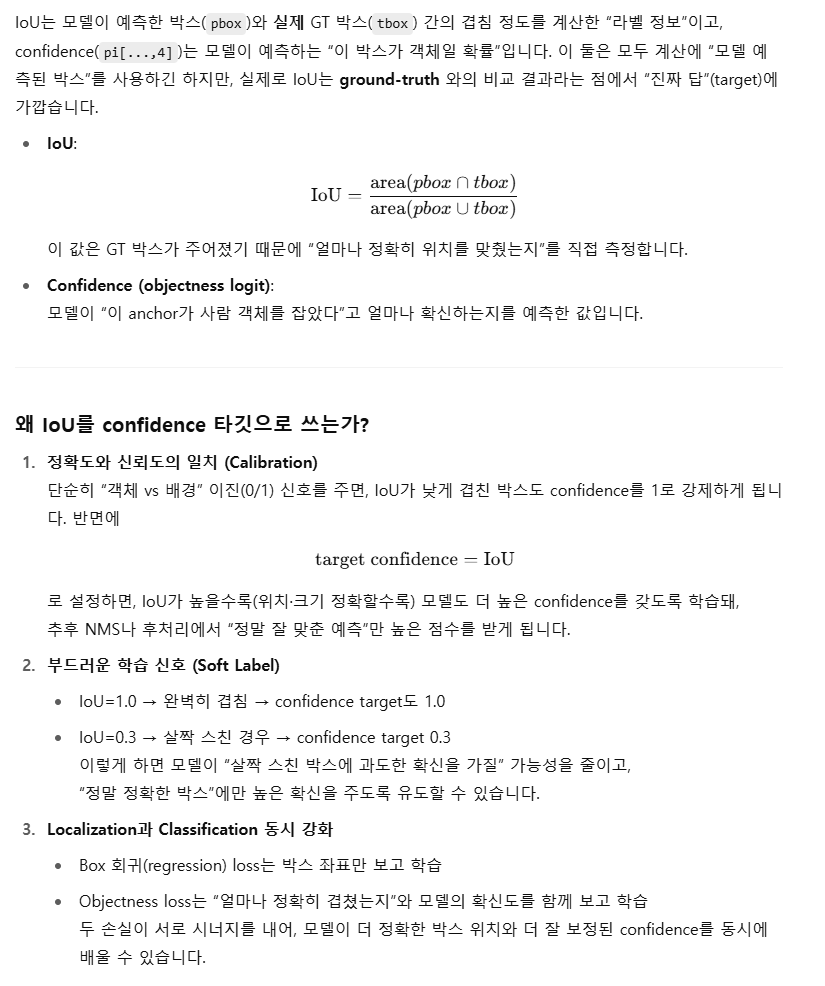 IoU는 모델이 예측한 박스( pbox )와 실제 GT 박스( tbox ) 간의 겹침 정도를 계산한 “라벨 정보”이고,
confidence( pi[...,4] )는 모델이 예측하는 “이 박스가 객체일 확률”입니다. 이 둘은 모두 계산에 “모델 예
측된 박스”를 사용하긴 하지만, 실제로 IoU는 ground-truth 와의 비교 결과라는 점에서 “진짜 답”(target)에
가깝습니다.
• IoU:
IoU = area(pbox ∩ tbox) / area(pbox ∪ tbox)
이 값은 GT 박스가 주어졌기 때문에 “얼마나 정확히 위치를 맞췄는지”를 직접 측정합니다.
• Confidence (objectness logit):
모델이 “이 anchor가 사람 객체를 잡았다”고 얼마나 확신하는지를 예측한 값입니다.
왜 IoU를 confidence 타깃으로 쓰는가?
1. 정확도와 신뢰도의 일치 (Calibration)
단순히 “객체 vs 배경” 이진(0/1) 신호를 주면, IoU가 낮게 겹친 박스도 confidence를 1로 강제하게 됩니
다. 반면에
target confidence = IoU
로 설정하면, IoU가 높을수록(위치·크기 정확할수록) 모델도 더 높은 confidence를 갖도록 학습돼,
추후 NMS나 후처리에서 “정말 잘 맞춘 예측”만 높은 점수를 받게 됩니다.
2. 부드러운 학습 신호 (Soft Label)
• IoU=1.0 → 완벽히 겹침 → confidence target도 1.0
• IoU=0.3 → 살짝 스친 경우 → confidence target 0.3
이렇게 하면 모델이 “살짝 스친 박스에 과도한 확신을 가질” 가능성을 줄이고,
“정말 정확한 박스”에만 높은 확신을 주도록 유도할 수 있습니다.
3. Localization과 Classification 동시 강화
• Box 회귀(regression) loss는 박스 좌표만 보고 학습
• Objectness loss는 “얼마나 정확히 겹쳤는지”와 모델의 확신도를 함께 보고 학습
두 손실이 서로 시너지를 내어, 모델이 더 정확한 박스 위치와 더 잘 보정된 confidence를 동시에
배울 수 있습니다.